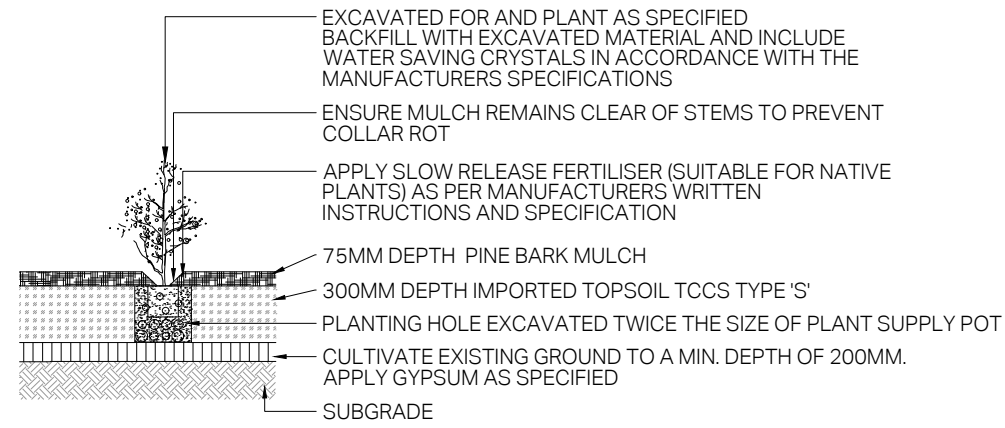 EXCAVATED FOR AND PLANT AS SPECIFIED
BACKFILL WITH EXCAVATED MATERIAL AND INCLUDE
WATER SAVING CRYSTALS IN ACCORDANCE WITH THE
MANUFACTURERS SPECIFICATIONS
ENSURE MULCH REMAINS CLEAR OF STEMS TO PREVENT
COLLAR ROT
APPLY SLOW RELEASE FERTILISER (SUITABLE FOR NATIVE
PLANTS) AS PER MANUFACTURERS WRITTEN
INSTRUCTIONS AND SPECIFICATION
75MM DEPTH PINE BARK MULCH
300MM DEPTH IMPORTED TOPSOIL TCCS TYPE 'S'
PLANTING HOLE EXCAVATED TWICE THE SIZE OF PLANT SUPPLY POT
CULTIVATE EXISTING GROUND TO A MIN. DEPTH OF 200MM.
APPLY GYPSUM AS SPECIFIED
SUBGRADE